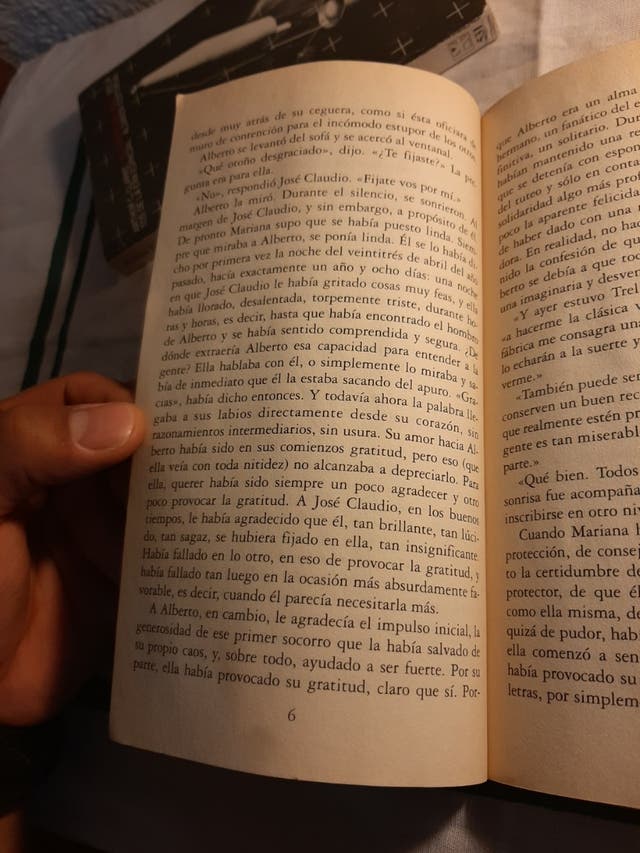 desde muy atrás de su ceguera, como si ésta oficiara de
muro de contención para el incómodo estupor de los otros.
Alberto se levantó del sofá y se acercó al ventanal.
«Qué otoño desgraciado», dijo. «¿Te fijaste?» La pre-
gunta era para ella.
«No», respondió José Claudio. «Fijate vos por mí.»
Alberto la miró. Durante el silencio, se sonrieron. Al
margen de José Claudio, y sin embargo, a propósito de él.
De pronto Mariana supo que se había puesto linda. Siem-
pre que miraba a Alberto, se ponía linda. Él se lo había di-
cho por primera vez la noche del veintitrés de abril del año
pasado, hacía exactamente un año y ocho días: una noche
en que José Claudio le había gritado cosas muy feas, y ella
había llorado, desalentada, torpemente triste, durante ho-
ras y horas, es decir, hasta que había encontrado el hombro
de Alberto y se había sentido comprendida y segura. ¿De
dónde extraería Alberto esa capacidad para entender a la
gente? Ella hablaba con él, o simplemente lo miraba y sa-
bía de inmediato que él la estaba sacando del apuro. «Gra-
cias», había dicho entonces. Y todavía ahora la palabra lle-
gaba a sus labios directamente desde su corazón, sin
razonamientos intermediarios, sin usura. Su amor hacia Al-
berto había sido en sus comienzos gratitud, pero eso (que
ella veía con toda nitidez) no alcanzaba a depreciarlo. Para
ella, querer había sido siempre un poco agradecer y otro
poco provocar la gratitud. A José Claudio, en los buenos
tiempos, le había agradecido que él, tan brillante, tan lúci-
do, tan sagaz, se hubiera fijado en ella, tan insignificante.
Había fallado en lo otro, en eso de provocar la gratitud, y
había fallado tan luego en la ocasión más absurdamente fa-
vorable, es decir, cuando él parecía necesitarla más.
A Alberto, en cambio, le agradecía el impulso inicial, la
generosidad de ese primer socorro que la había salvado de
su propio caos, y, sobre todo, ayudado a ser fuerte. Por su
parte, ella había provocado su gratitud, claro que sí. Por-
6
que Alberto era un alma
hermano, un fanático del e
finitiva, un solitario. Dur
habían mantenido una re
que se detenía con espon
del tuteo y sólo en contad
solidaridad algo más prof
poco la aparente felicida
de haber dado con una m
dora. En realidad, no hac
nido la confesión de qu
berto se debía a que tod
una imaginaria y desven
«Y ayer estuvo Trel
«a hacerme la clásica v
fábrica me consagra un
lo echarán a la suerte y
verme.»
«También puede ser
conserven un buen rec
que realmente estén pr
gente es tan miserabl
parte.»
«Qué bien. Todos
sonrisa fue acompaña
inscribirse en otro niv
Cuando Mariana h
protección, de consej
to la certidumbre de
protector, de que él
como ella misma, de
quizá de pudor, hab
ella comenzó a sen
había provocado su
letras, por simplem